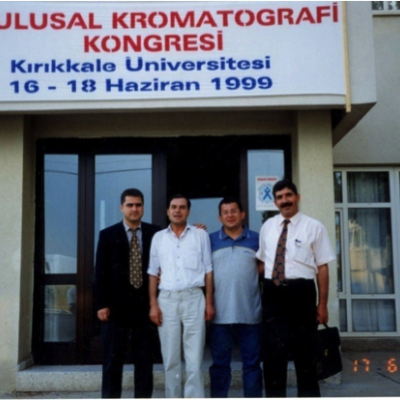 ULUSAL KROMATOGRAFİ
KONGRESİ
Kırıkkale Üniversitesi
16 - 18 Haziran 1999
17 6